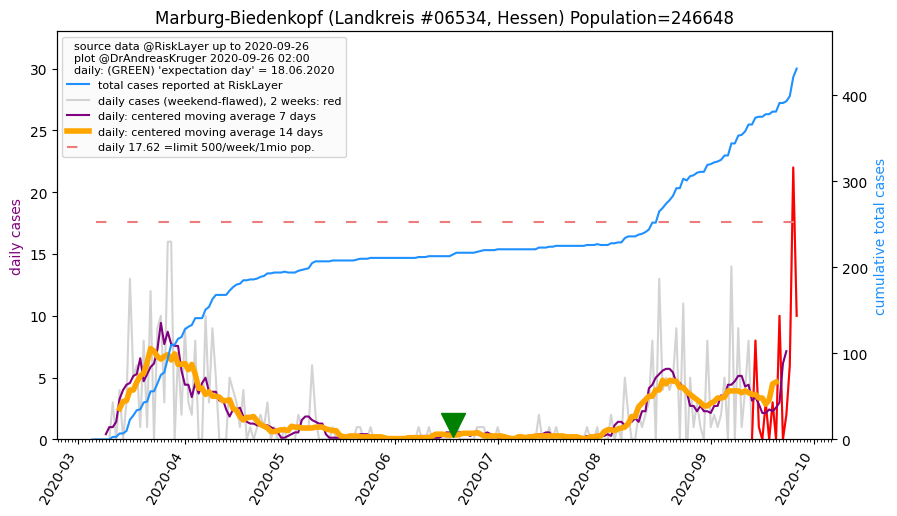 Marburg-Biedenkopf (Landkreis #06534, Hessen) Population=246648
source data @RiskLayer up to 2020-09-26
plot @DrAndreasKruger 2020-09-26 02:00
daily: (GREEN) 'expectation day' = 18.06.2020
total cases reported at RiskLayer
daily cases (weekend-flawed), 2 weeks: red
daily: centered moving average 7 days
daily: centered moving average 14 days
daily 17.62 =limit 500/week/1mio pop.
daily cases
30
25
20
15
10
5
0
cumulative total cases
400
300
200
100
0
2020-03
2020-04
2020-05
2020-06
2020-07
2020-08
2020-09
2020-10